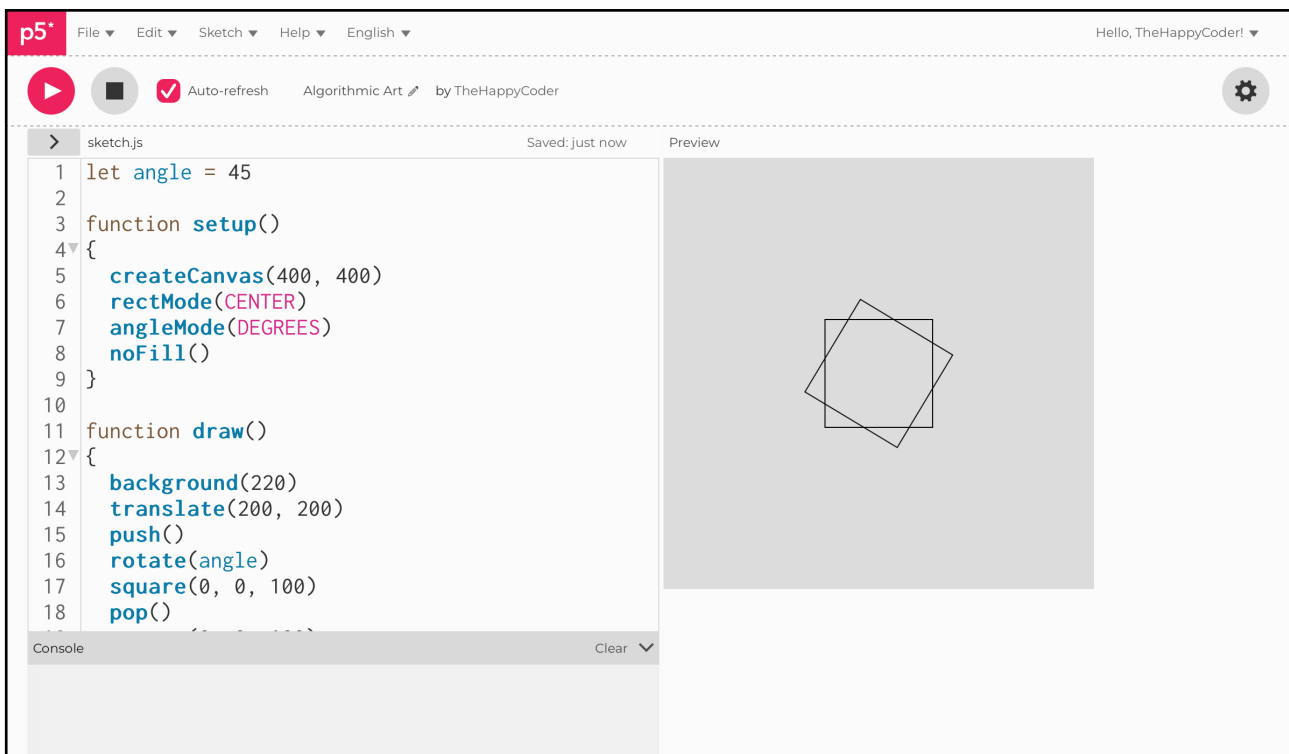 p5* File Edit Sketch Help English Hello, TheHappyCoder!
Auto-refresh Algorithmic Art by TheHappyCoder
sketch.js Saved: just now Preview
1 let angle = 45
2
3 function setup()
4 {
5 createCanvas(400, 400)
6 rectMode(CENTER)
7 angleMode(DEGREES)
8 noFill()
9 }
10
11 function draw()
12 {
13 background(220)
14 translate(200, 200)
15 push()
16 rotate(angle)
17 square(0, 0, 100)
18 pop()
Console Clear